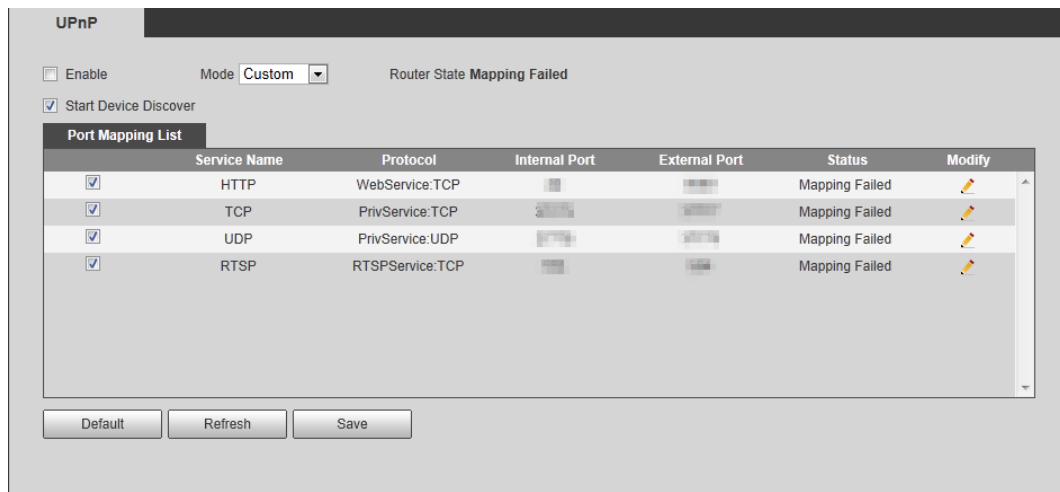 UPnP
Enable Mode Custom Router State Mapping Failed
Start Device Discover
Port Mapping List
Service Name Protocol Internal Port External Port Status Modify
HTTP WebService:TCP Mapping Failed
TCP PrivService:TCP Mapping Failed
UDP PrivService:UDP Mapping Failed
RTSP RTSPService:TCP Mapping Failed
Default Refresh Save